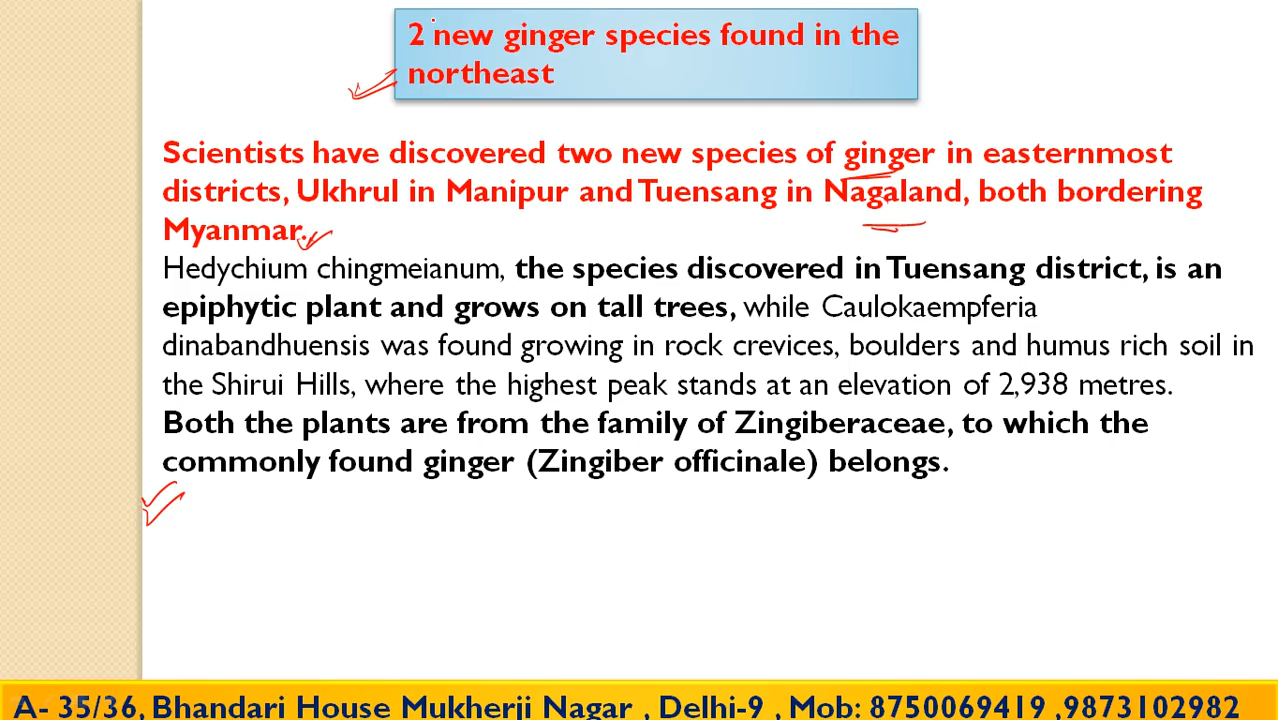 2 new ginger species found in the
northeast
Scientists have discovered two new species of ginger in easternmost
districts, Ukhrul in Manipur and Tuensang in Nagaland, both bordering
Myanmar.
Hedychium chingmeianum, the species discovered in Tuensang district, is an
epiphytic plant and grows on tall trees, while Caulokaempferia
dinabandhuensis was found growing in rock crevices, boulders and humus rich soil in
the Shirui Hills, where the highest peak stands at an elevation of 2,938 metres.
Both the plants are from the family of Zingiberaceae, to which the
commonly found ginger (Zingiber officinale) belongs.
A- 35/36, Bhandari House Mukherji Nagar , Delhi-9 , Mob: 8750069419 ,9873102982